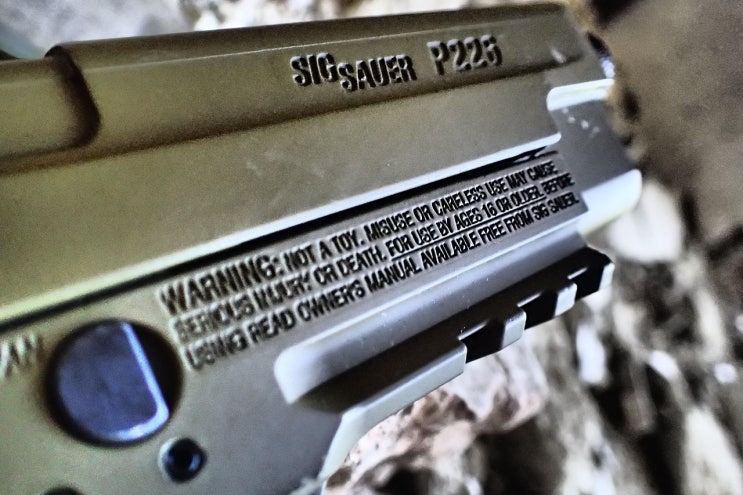 SIG SAUER P226
WARNING: NOT A TOY. MISUSE OR CARELESS USE MAY CAUSE
SERIOUS INJURY OR DEATH. FOR USE BY AGES 16 OR OLDER. BEFORE
USING READ OWNER'S MANUAL AVAILABLE FREE FROM SIG SAUER.